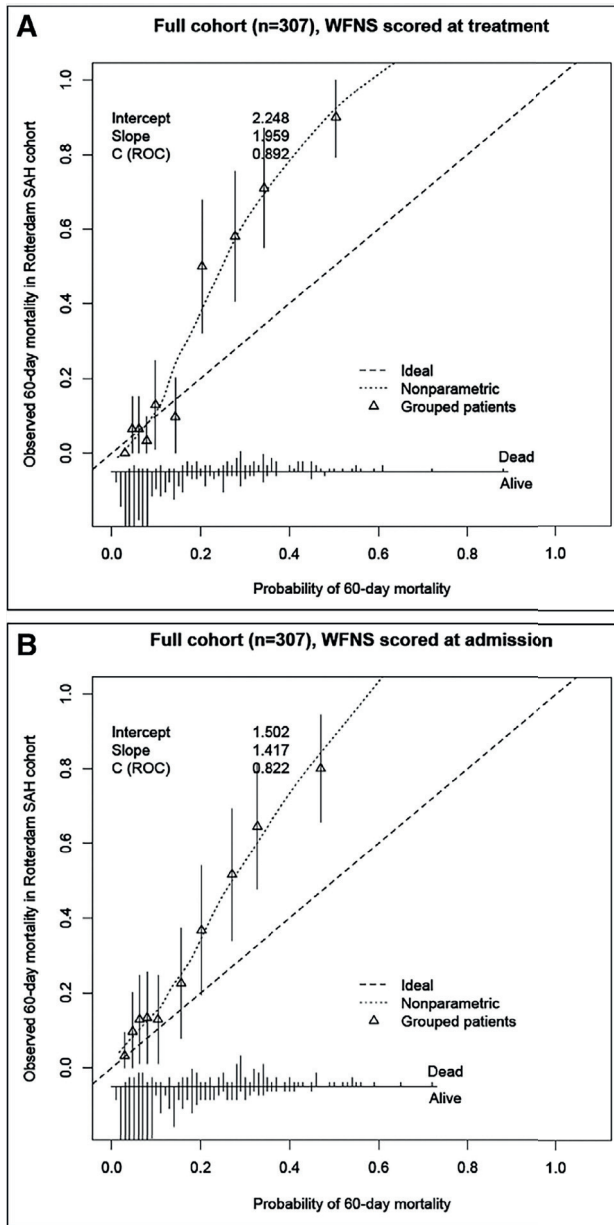 A
Full cohort (n=307), WFNS scored at treatment
Observed 60-day mortality in Rotterdam SAH cohort
1.0
0.8
0.6
0.4
0.2
0.0
Intercept 2.248
Slope 1.959
C (ROC) 0.892
Ideal
Nonparametric
Grouped patients
Dead
Alive
0.0 0.2 0.4 0.6 0.8 1.0
Probability of 60-day mortality
B
Full cohort (n=307), WFNS scored at admission
Observed 60-day mortality in Rotterdam SAH cohort
1.0
0.8
0.6
0.4
0.2
0.0
Intercept 1.502
Slope 1.417
C (ROC) 0.822
Ideal
Nonparametric
Grouped patients
Dead
Alive
0.0 0.2 0.4 0.6 0.8 1.0
Probability of 60-day mortality